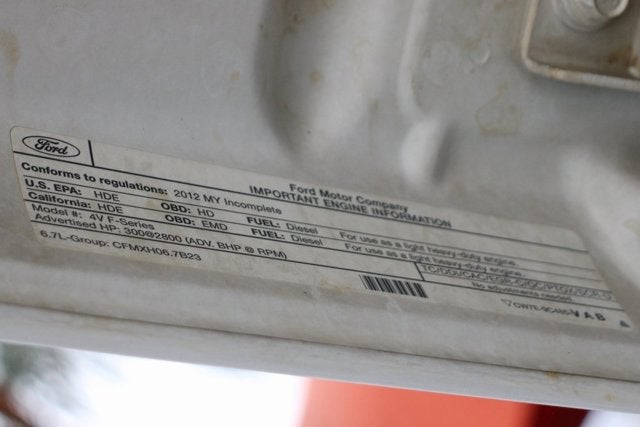 Ford
Ford Motor Company
IMPORTANT ENGINE INFORMATION
Conforms to regulations: 2012 MY Incomplete
U.S. EPA: HDE OBD: HD FUEL: Diesel For use as a light heavy-duty engine
California: HDE OBD: EMD FUEL: Diesel For use as a light heavy-duty engine
Model #: 4V F-Series
Advertised HP: 300@2800 (ADV. BHP @ RPM)
No adjustments needed.
6.7L-Group: CFMXH06.7B23
VAB